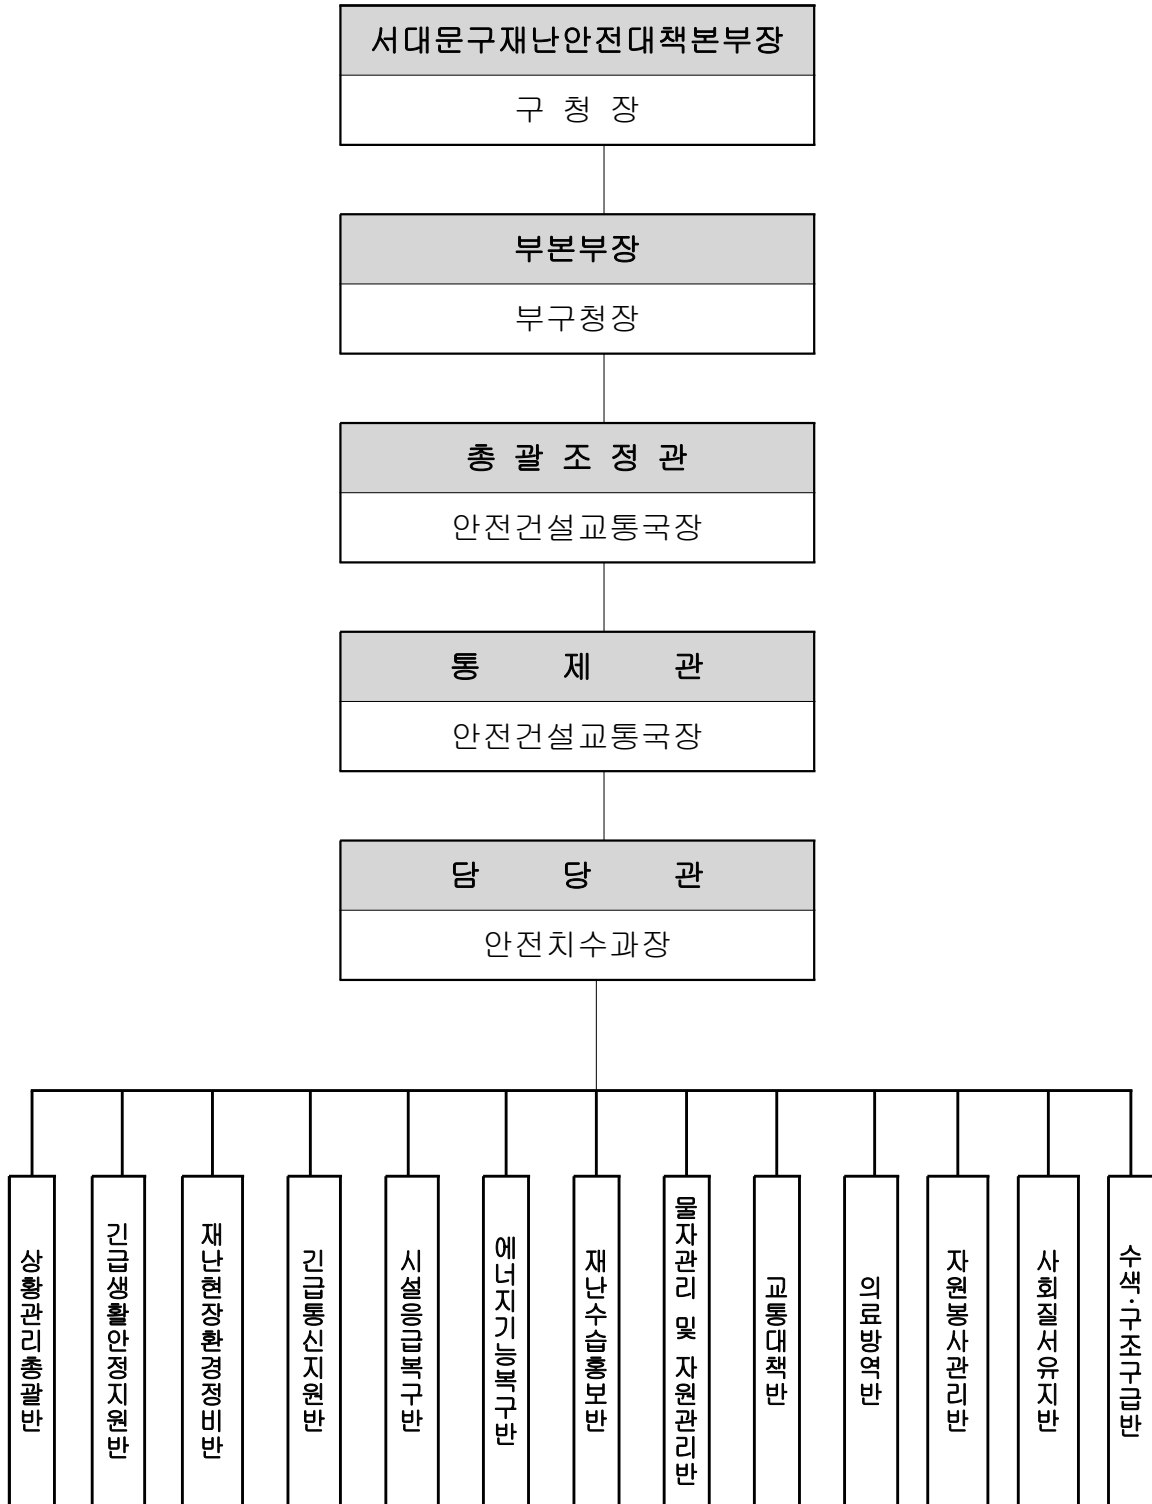 서대문구재난안전대책본부장
구 청 장
부본부장
부구청장
총 괄 조 정 관
안전건설교통국장
통 제 관
안전건설교통국장
담 당 관
안전치수과장
상황관리총괄반
긴급생활안정지원반
재난현장환경정비반
긴급통신지원반
시설응급복구반
에너지기능복구반
재난수습홍보반
물자관리 및 자원관리반
교통대책반
의료방역반
자원봉사관리반
사회질서유지반
수색·구조구급반